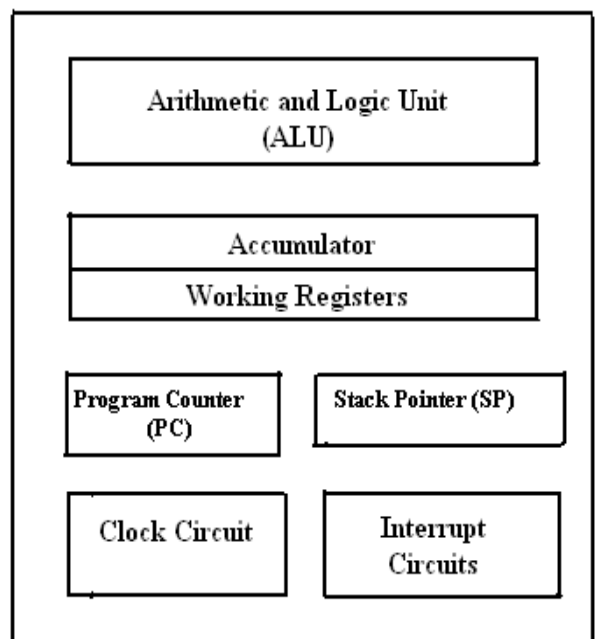 Arithmetic and Logic Unit
(ALU)
Accumulator
Working Registers
Program Counter
(PC)
Stack Pointer (SP)
Clock Circuit
Interrupt
Circuits